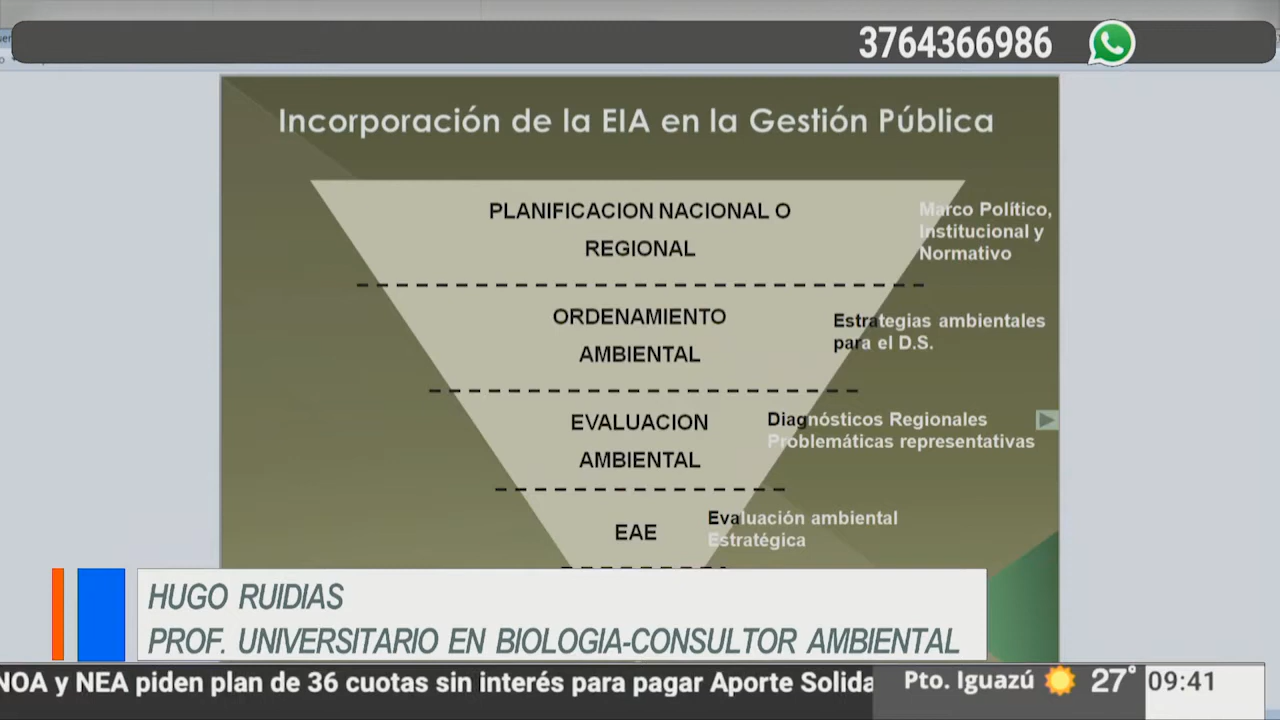 3764366986
Incorporación de la EIA en la Gestión Pública
PLANIFICACION NACIONAL O
REGIONAL
Marco Político,
Institucional y
Normativo
ORDENAMIENTO
AMBIENTAL
Estrategias ambientales
para el D.S.
EVALUACION
AMBIENTAL
Diagnósticos Regionales
Problemáticas representativas
EAE
Evaluación ambiental
Estratégica
HUGO RUIDIAS
PROF. UNIVERSITARIO EN BIOLOGIA-CONSULTOR AMBIENTAL
NOA y NEA piden plan de 36 cuotas sin interés para pagar Aporte Solida
Pto. Iguazú 27° 09:41